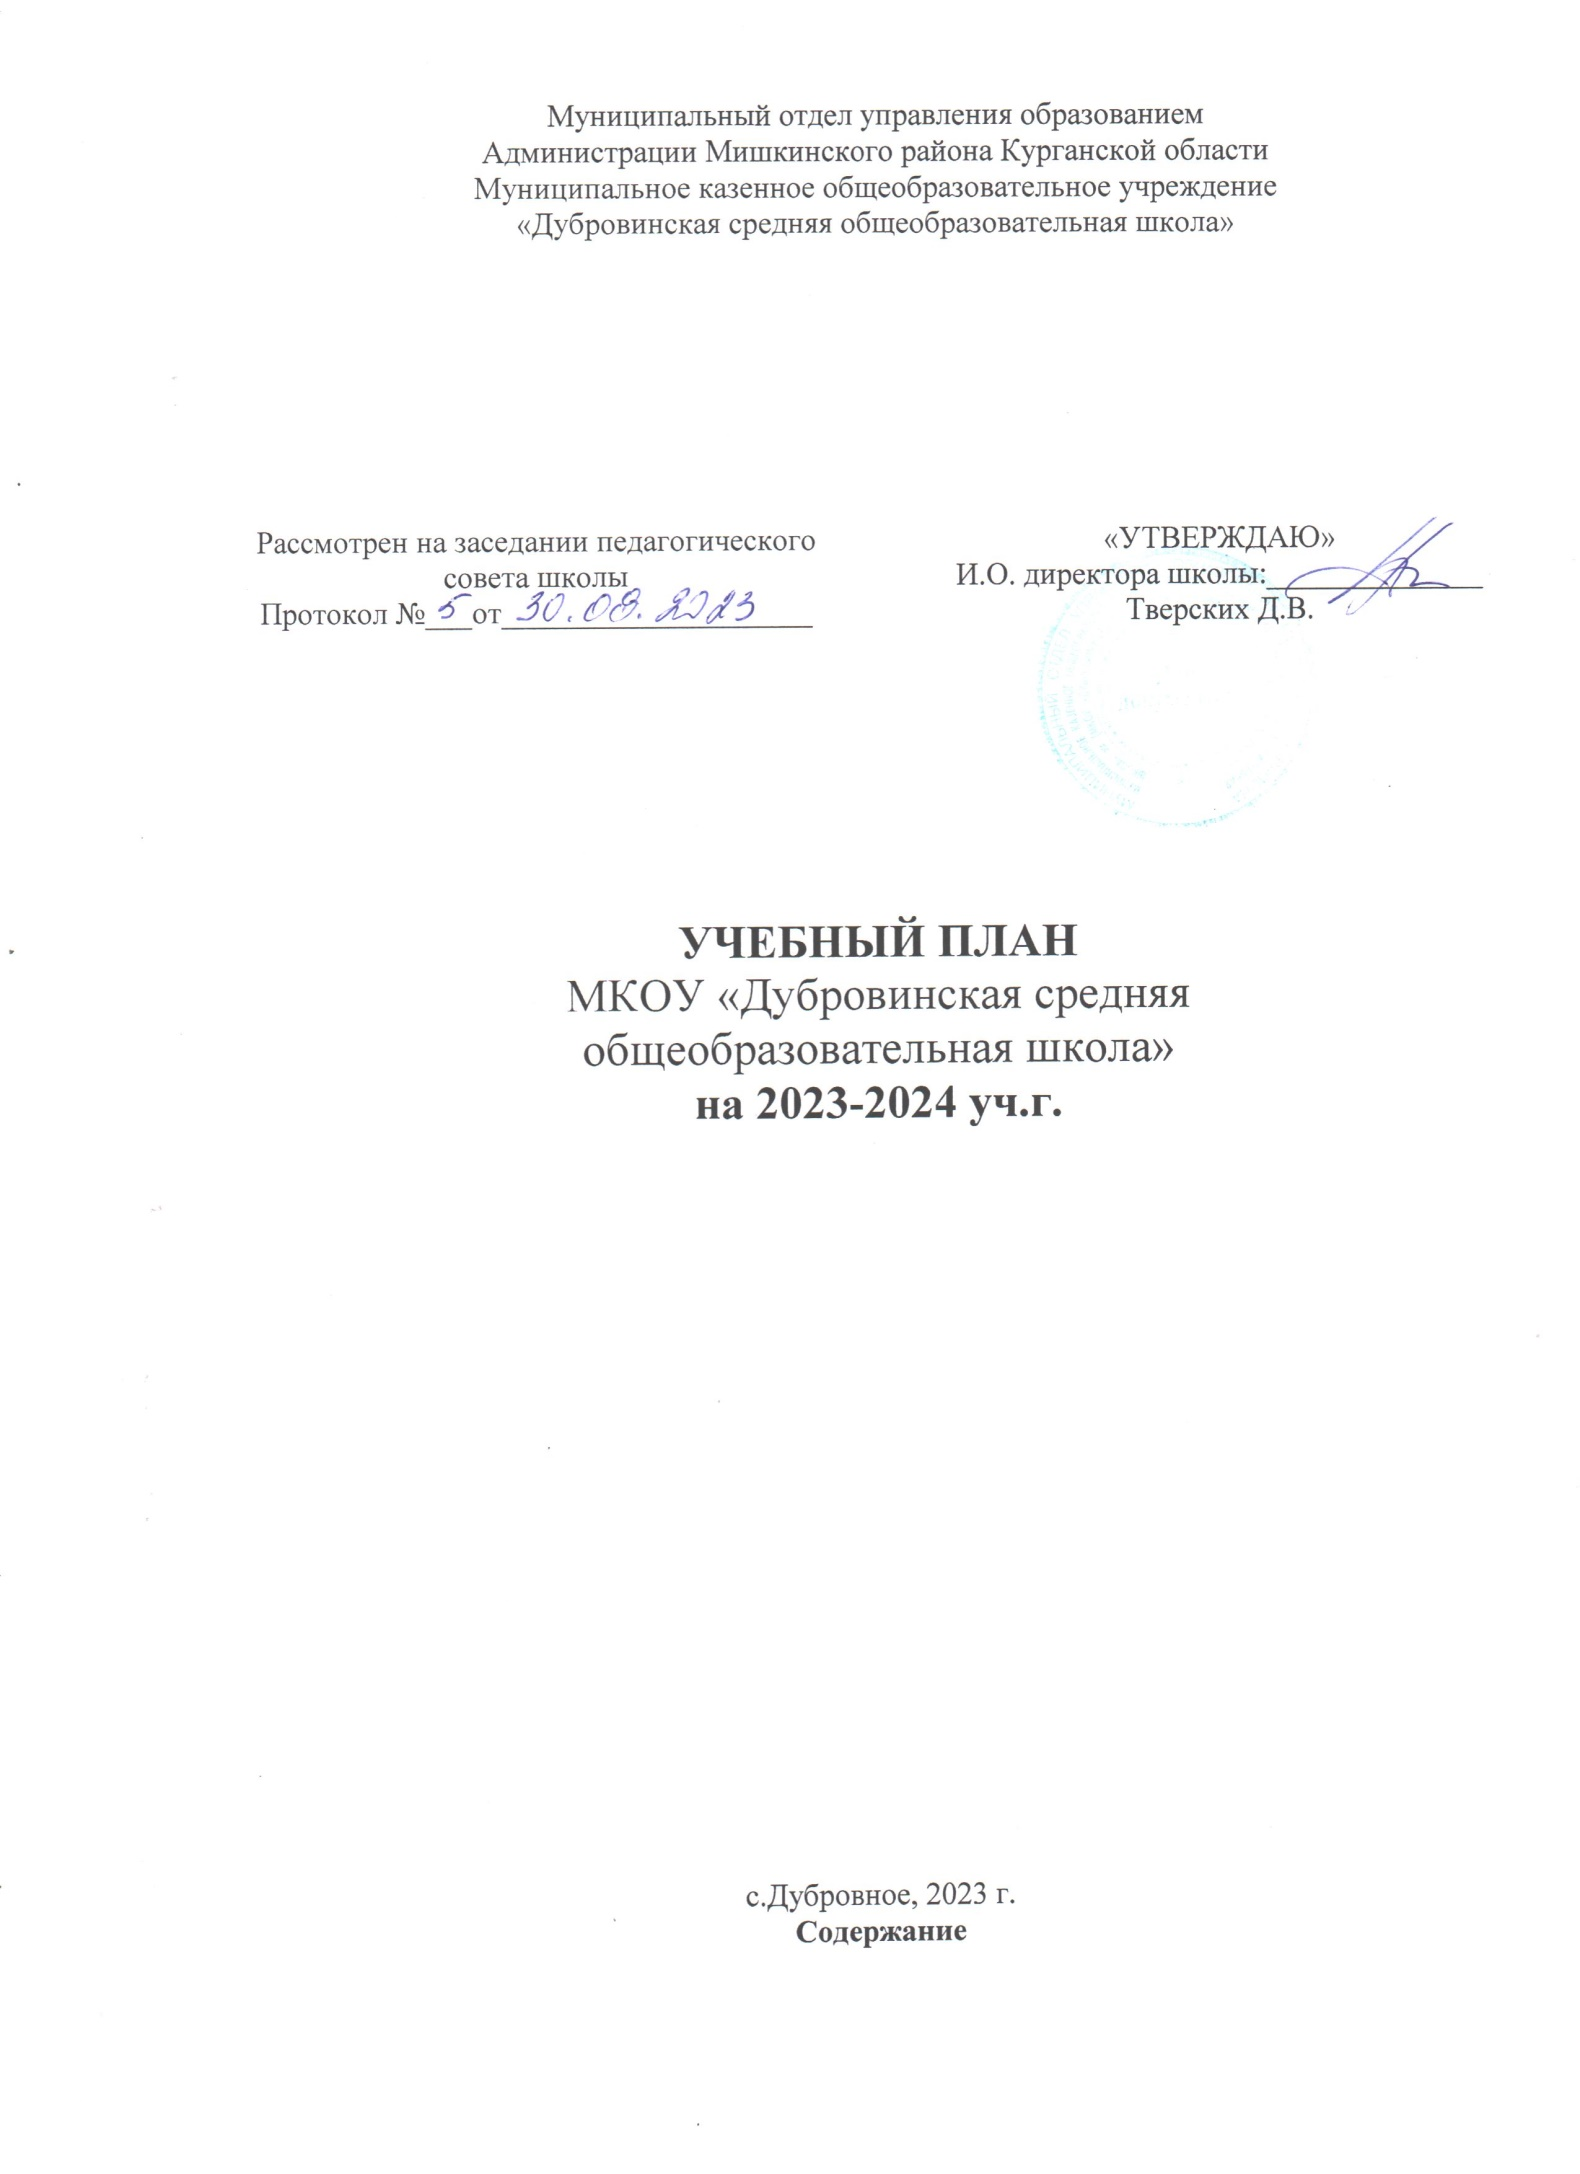 Муниципальный отдел управления образованием
Администрации Мишкинского района Курганской области
Муниципальное казенное общеобразовательное учреждение
«Дубровинская средняя общеобразовательная школа»
Рассмотрен на заседании педагогического
совета школы
Протокол № 5 от 30.08.2023
«УТВЕРЖДАЮ»
И.О. директора школы:
Тверских Д.В.
УЧЕБНЫЙ ПЛАН
МКОУ «Дубровинская средняя
общеобразовательная школа»
на 2023-2024 уч.г.
с.Дубровное, 2023 г.
Содержание